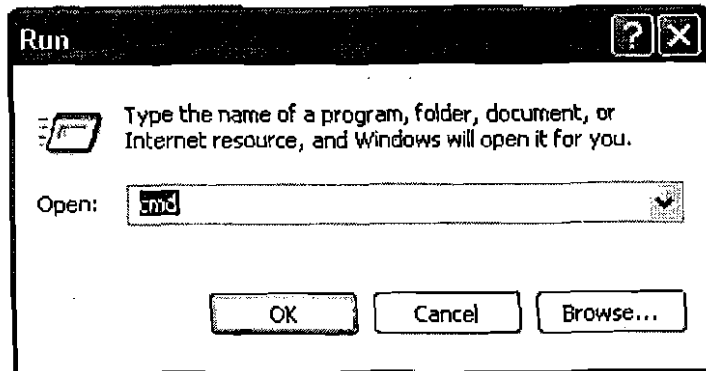 Run
Type the name of a program, folder, document, or
Internet resource, and Windows will open it for you.
Open: cmd
OK Cancel Browse...